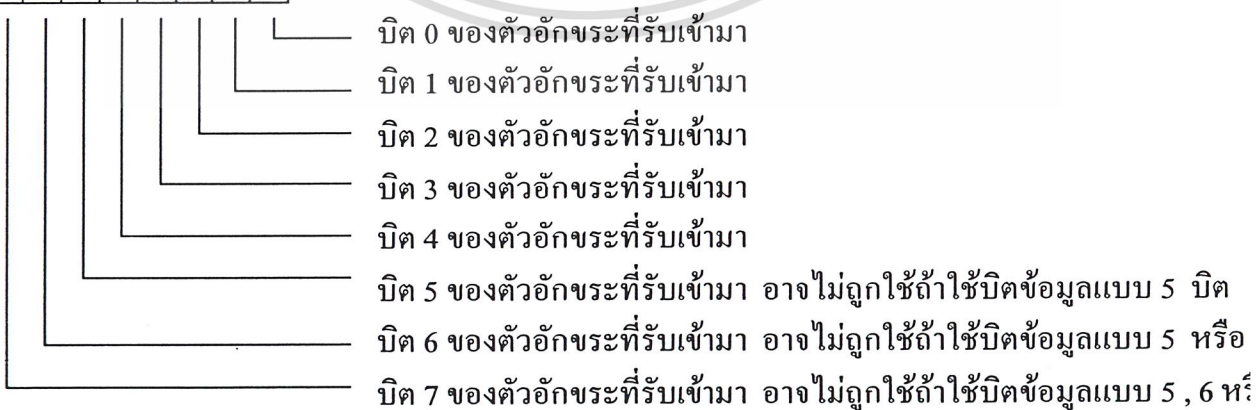 บิต 0 ของตัวอักขระที่รับเข้ามา
บิต 1 ของตัวอักขระที่รับเข้ามา
บิต 2 ของตัวอักขระที่รับเข้ามา
บิต 3 ของตัวอักขระที่รับเข้ามา
บิต 4 ของตัวอักขระที่รับเข้ามา
บิต 5 ของตัวอักขระที่รับเข้ามา อาจไม่ถูกใช้ถ้าใช้บิตข้อมูลแบบ 5 บิต
บิต 6 ของตัวอักขระที่รับเข้ามา อาจไม่ถูกใช้ถ้าใช้บิตข้อมูลแบบ 5 หรือ
บิต 7 ของตัวอักขระที่รับเข้ามา อาจไม่ถูกใช้ถ้าใช้บิตข้อมูลแบบ 5 , 6